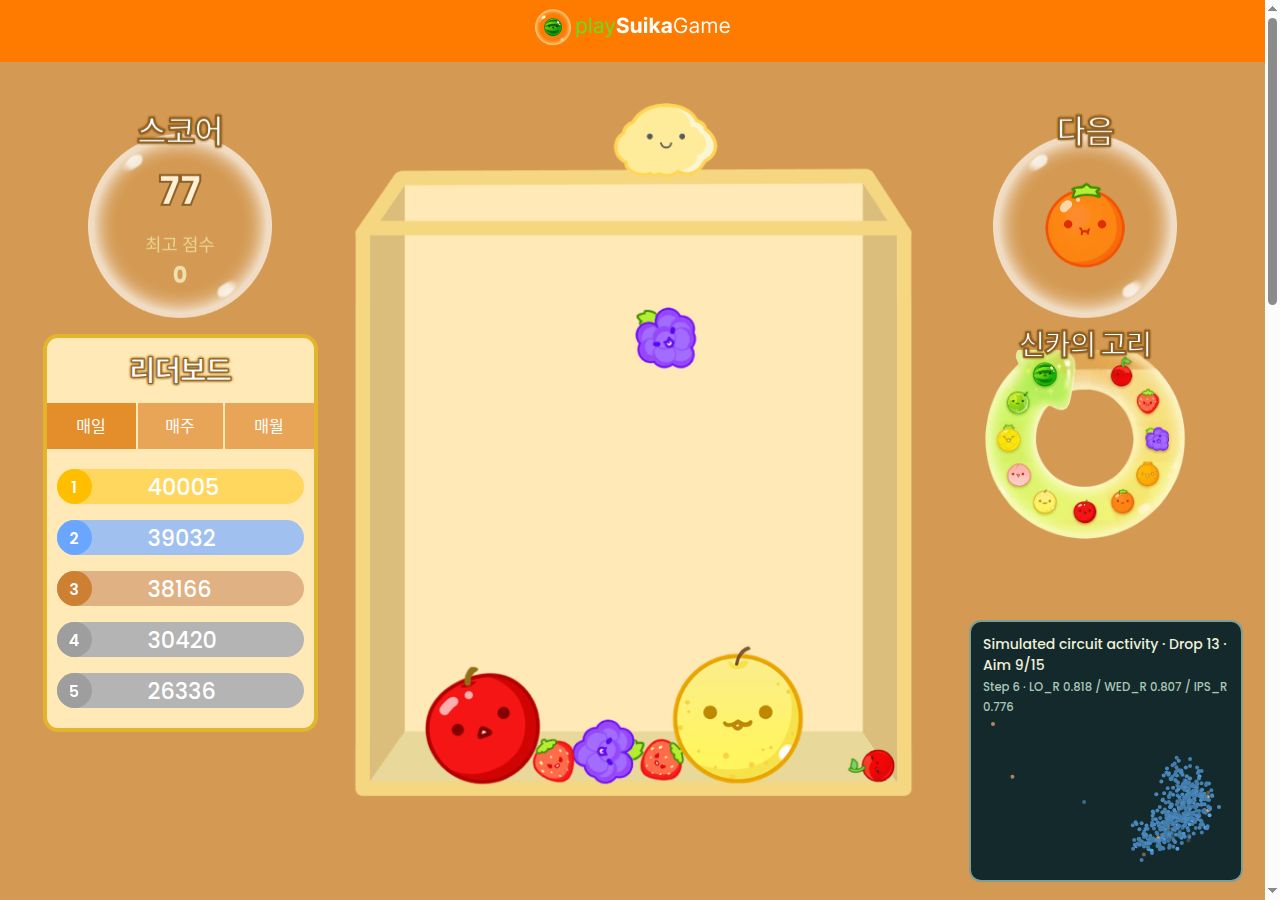 playSuikaGame
스코어
77
최고 점수
0
다음
신카의 고리
리더보드
매일
매주
매월
1 40005
2 39032
3 38166
4 30420
5 26336
Simulated circuit activity · Drop 13 ·
Aim 9/15
Step 6 · LO_R 0.818 / WED_R 0.807 / IPS_R
0.776